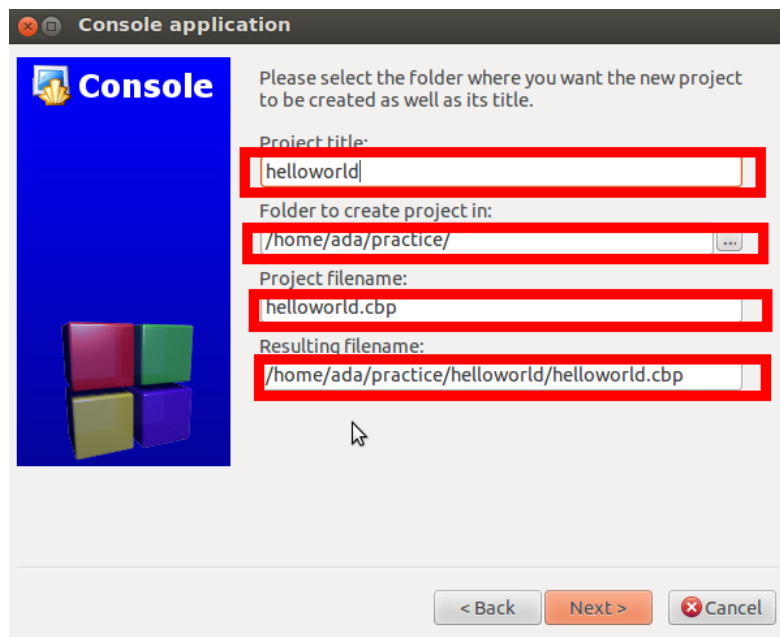 Console application
Console
Please select the folder where you want the new project
to be created as well as its title.
Project title:
helloworld
Folder to create project in:
/home/ada/practice/
...
Project filename:
helloworld.cbp
Resulting filename:
/home/ada/practice/helloworld/helloworld.cbp
< Back
Next >
Cancel